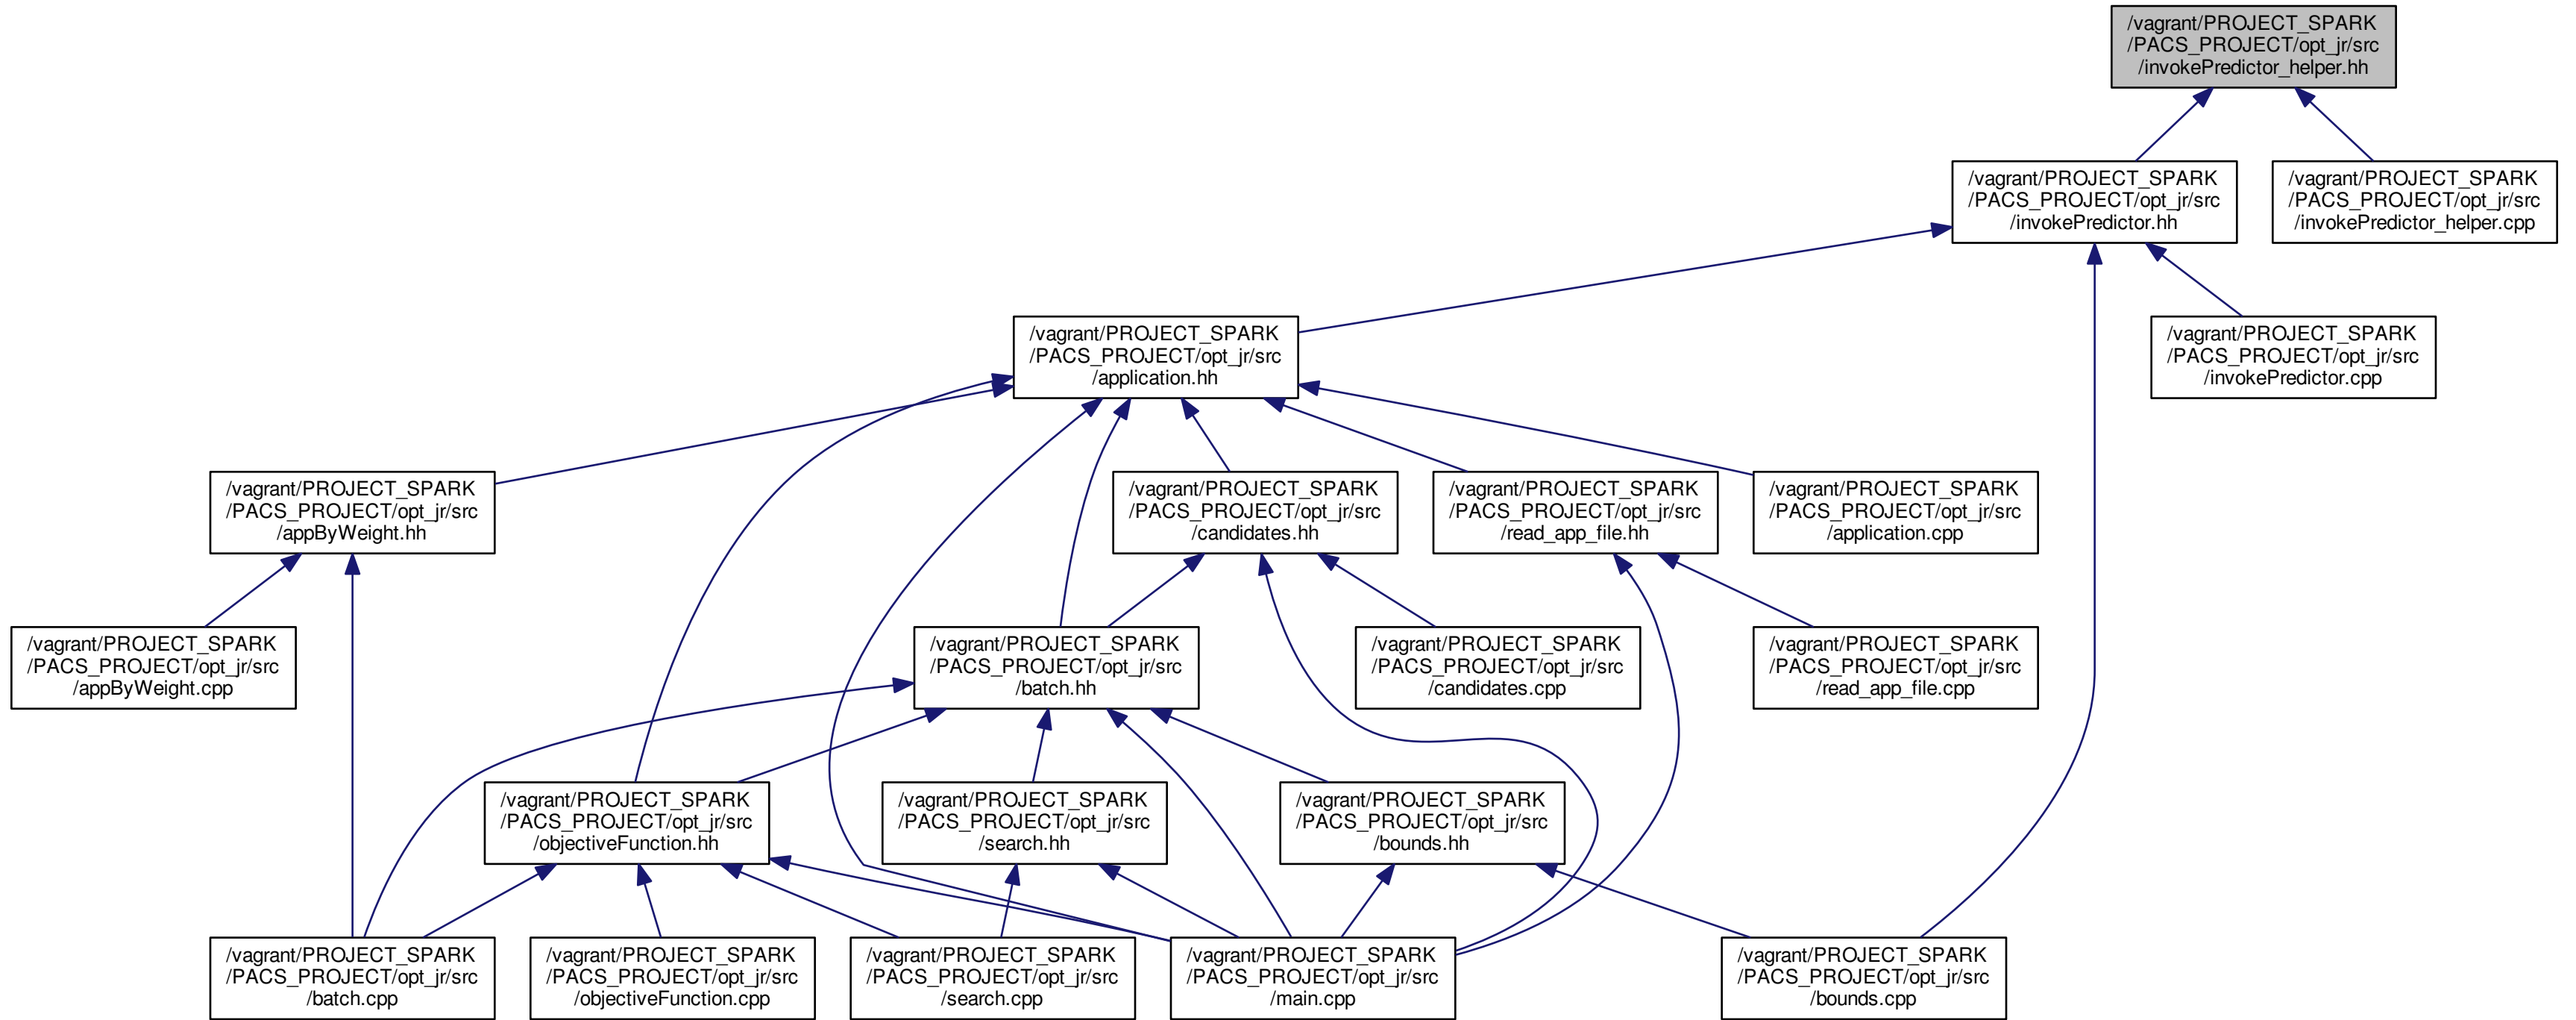 /vagrant/PROJECT_SPARK
/PACS_PROJECT/opt_jr/src
/invokePredictor_helper.hh
/vagrant/PROJECT_SPARK
/PACS_PROJECT/opt_jr/src
/invokePredictor.hh
/vagrant/PROJECT_SPARK
/PACS_PROJECT/opt_jr/src
/invokePredictor_helper.cpp
/vagrant/PROJECT_SPARK
/PACS_PROJECT/opt_jr/src
/application.hh
/vagrant/PROJECT_SPARK
/PACS_PROJECT/opt_jr/src
/invokePredictor.cpp
/vagrant/PROJECT_SPARK
/PACS_PROJECT/opt_jr/src
/appByWeight.hh
/vagrant/PROJECT_SPARK
/PACS_PROJECT/opt_jr/src
/candidates.hh
/vagrant/PROJECT_SPARK
/PACS_PROJECT/opt_jr/src
/read_app_file.hh
/vagrant/PROJECT_SPARK
/PACS_PROJECT/opt_jr/src
/application.cpp
/vagrant/PROJECT_SPARK
/PACS_PROJECT/opt_jr/src
/appByWeight.cpp
/vagrant/PROJECT_SPARK
/PACS_PROJECT/opt_jr/src
/batch.hh
/vagrant/PROJECT_SPARK
/PACS_PROJECT/opt_jr/src
/candidates.cpp
/vagrant/PROJECT_SPARK
/PACS_PROJECT/opt_jr/src
/read_app_file.cpp
/vagrant/PROJECT_SPARK
/PACS_PROJECT/opt_jr/src
/objectiveFunction.hh
/vagrant/PROJECT_SPARK
/PACS_PROJECT/opt_jr/src
/search.hh
/vagrant/PROJECT_SPARK
/PACS_PROJECT/opt_jr/src
/bounds.hh
/vagrant/PROJECT_SPARK
/PACS_PROJECT/opt_jr/src
/batch.cpp
/vagrant/PROJECT_SPARK
/PACS_PROJECT/opt_jr/src
/objectiveFunction.cpp
/vagrant/PROJECT_SPARK
/PACS_PROJECT/opt_jr/src
/search.cpp
/vagrant/PROJECT_SPARK
/PACS_PROJECT/opt_jr/src
/main.cpp
/vagrant/PROJECT_SPARK
/PACS_PROJECT/opt_jr/src
/bounds.cpp